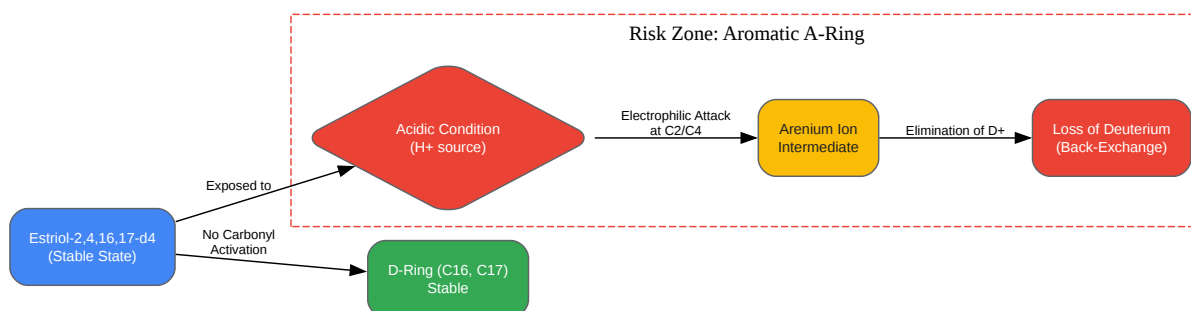 Risk Zone: Aromatic A-Ring
Acidic Condition
(H+ source)
Electrophilic Attack
at C2/C4
Arenium Ion
Intermediate
Elimination of D+
Loss of Deuterium
(Back-Exchange)
Exposed to
Estriol-2,4,16,17-d4
(Stable State)
No Carbonyl
Activation
D-Ring (C16, C17)
Stable